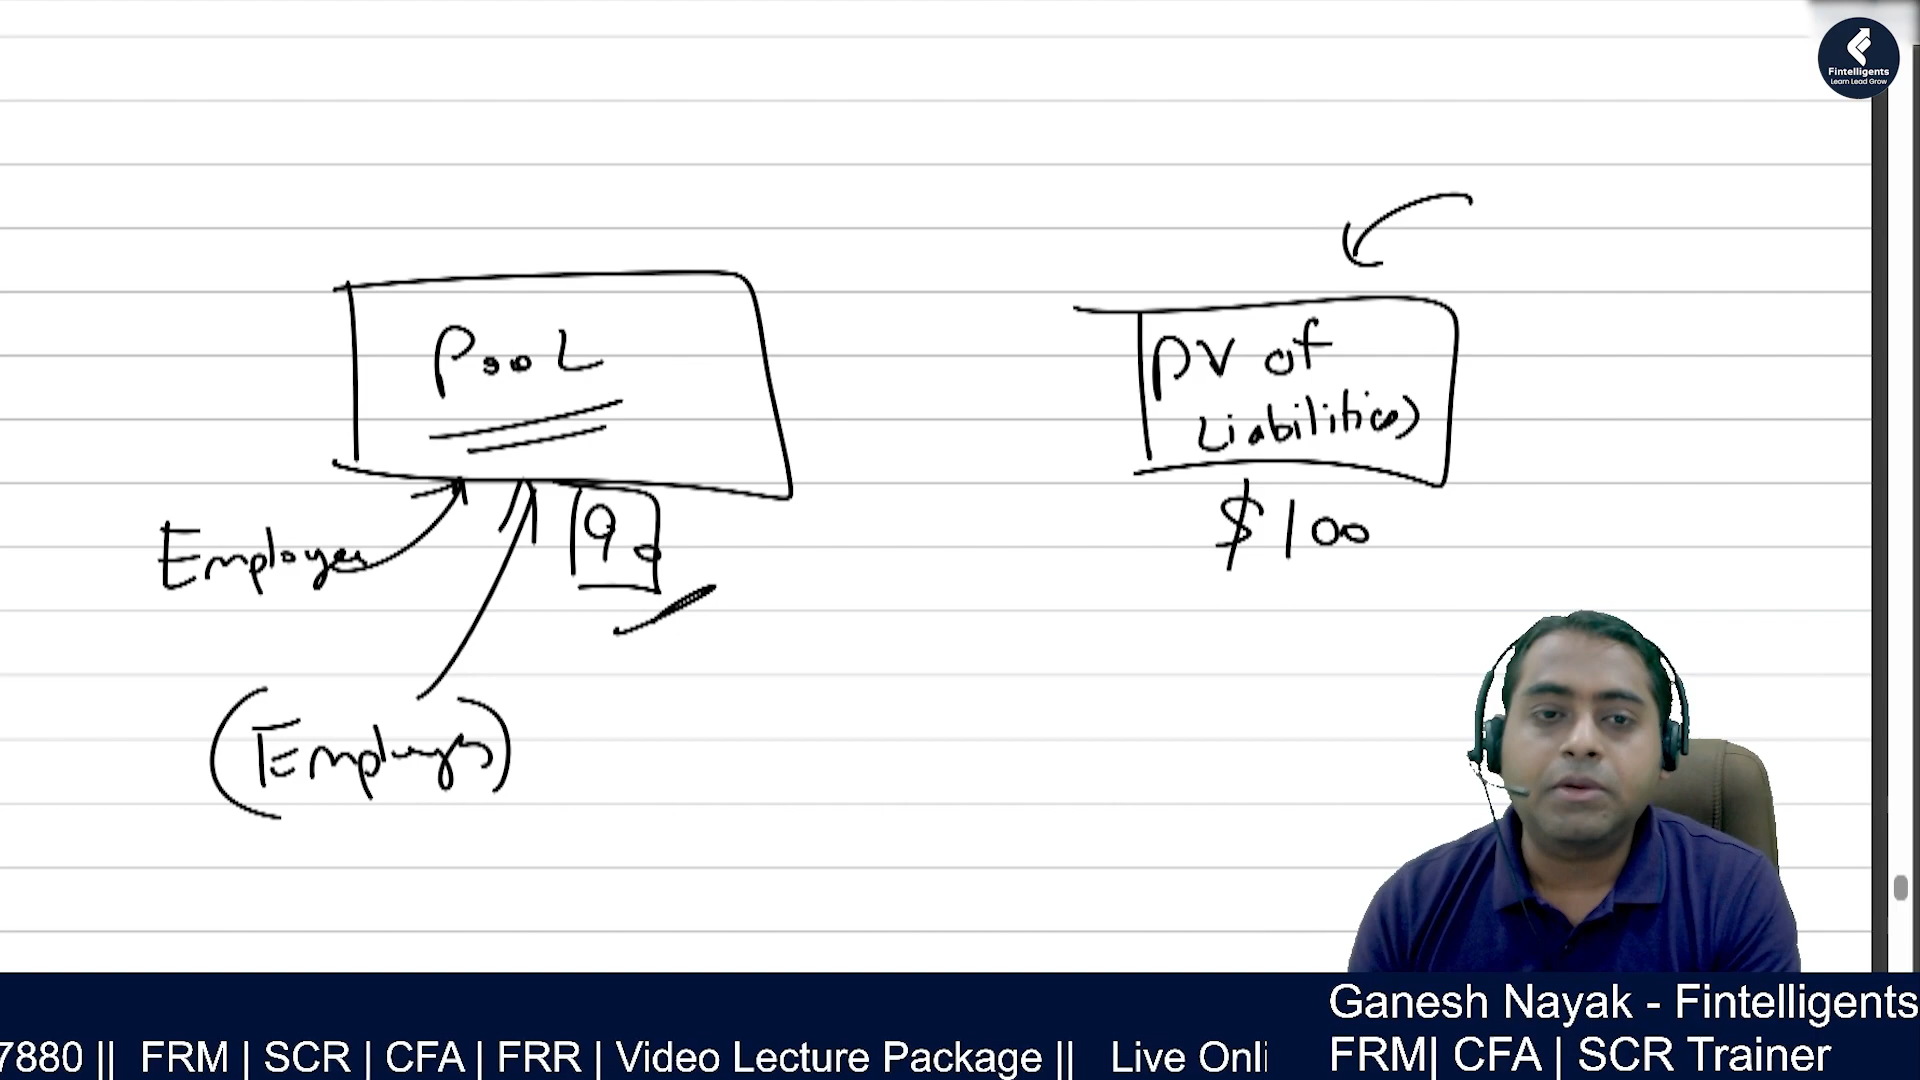 Fintelligents
Learn Lead Grow
Pool
PV of
Liabilities
Employee
90
$100
(Employer)
Ganesh Nayak - Fintelligents
7880 || FRM | SCR | CFA | FRR | Video Lecture Package || Live Onli
FRM| CFA | SCR Trainer